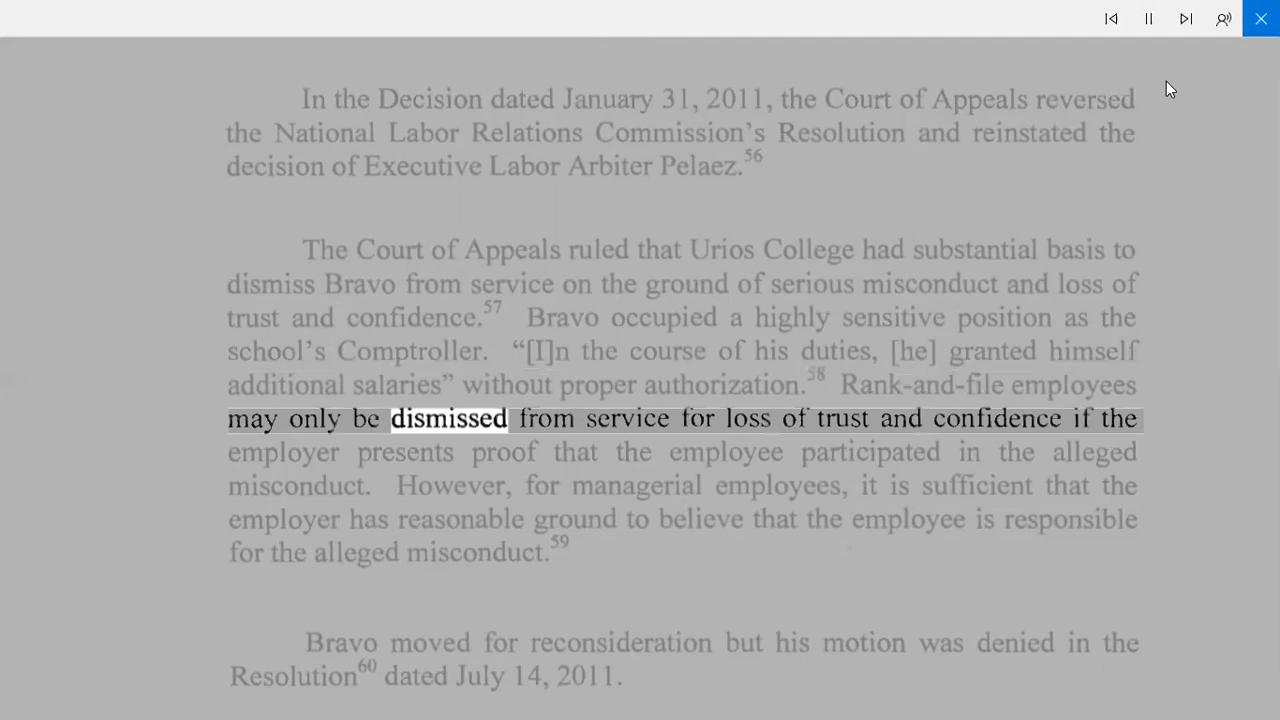 In the Decision dated January 31, 2011, the Court of Appeals reversed
the National Labor Relations Commission's Resolution and reinstated the
decision of Executive Labor Arbiter Pelaez.56
The Court of Appeals ruled that Urios College had substantial basis to
dismiss Bravo from service on the ground of serious misconduct and loss of
trust and confidence.57 Bravo occupied a highly sensitive position as the
school's Comptroller. "[I]n the course of his duties, [he] granted himself
additional salaries" without proper authorization.58 Rank-and-file employees
may only be dismissed from service for loss of trust and confidence if the
employer presents proof that the employee participated in the alleged
misconduct. However, for managerial employees, it is sufficient that the
employer has reasonable ground to believe that the employee is responsible
for the alleged misconduct.59
Bravo moved for reconsideration but his motion was denied in the
Resolution60 dated July 14, 2011.